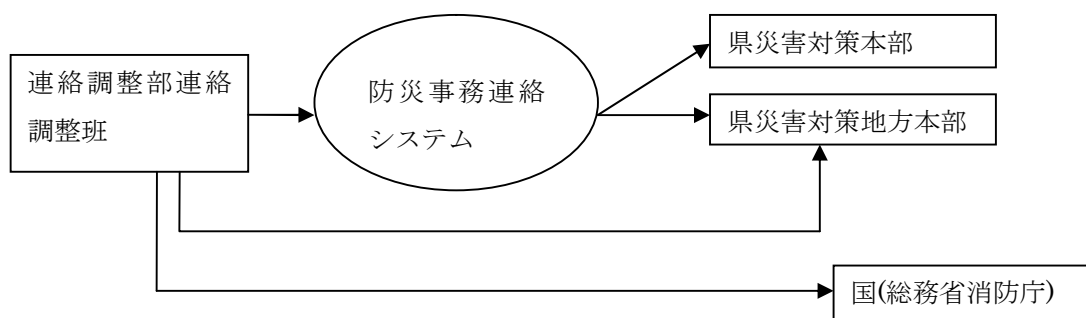 連絡調整部連絡
調整班
防災事務連絡
システム
県災害対策本部
県災害対策地方本部
国(総務省消防庁)